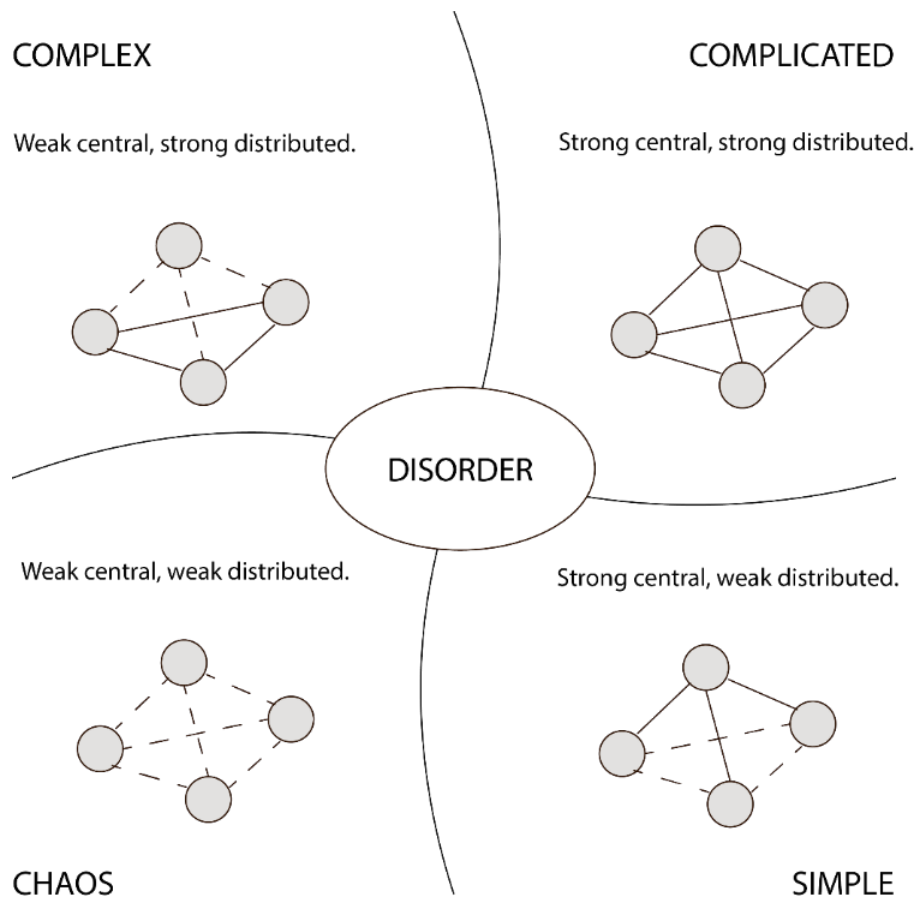 COMPLEX
COMPLICATED
Weak central, strong distributed.
Strong central, strong distributed.
DISORDER
Weak central, weak distributed.
Strong central, weak distributed.
CHAOS
SIMPLE